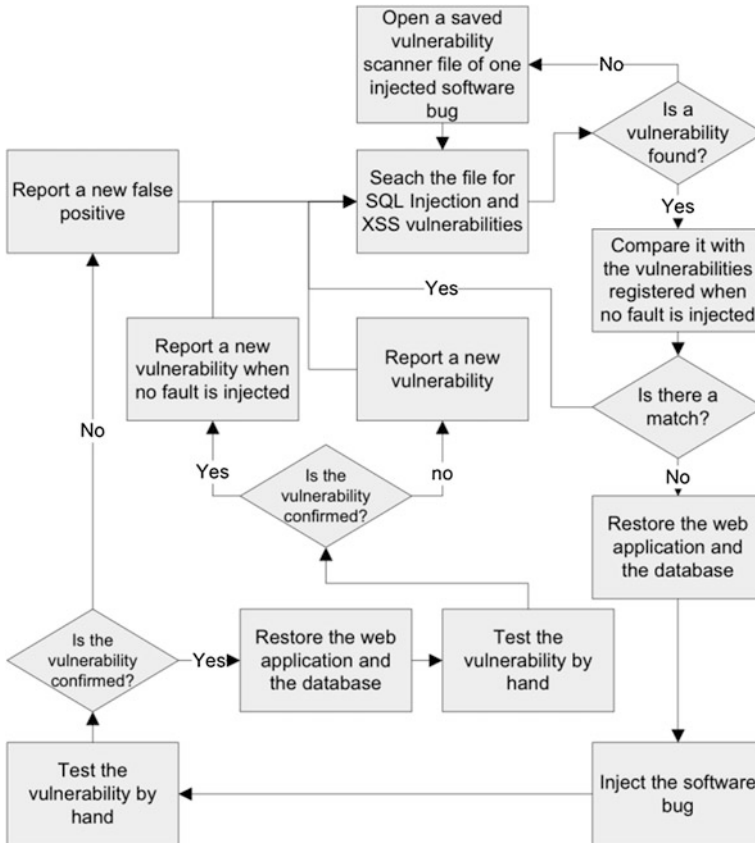 Open a saved
vulnerability
scanner file of one
injected software
bug
No
Is a
vulnerability
found?
Report a new false
positive
Seach the file for
SQL Injection and
XSS vulnerabilities
Yes
Compare it with
the vulnerabilities
registered when
no fault is injected
Yes
Report a new
vulnerability when
no fault is injected
Report a new
vulnerability
Is there a
match?
No
Yes
Is the
vulnerability
confirmed?
no
No
Restore the web
application and
the database
Is the
vulnerability
confirmed?
Yes
Restore the web
application and
the database
Test the
vulnerability by
hand
Test the
vulnerability by
hand
Inject the software
bug